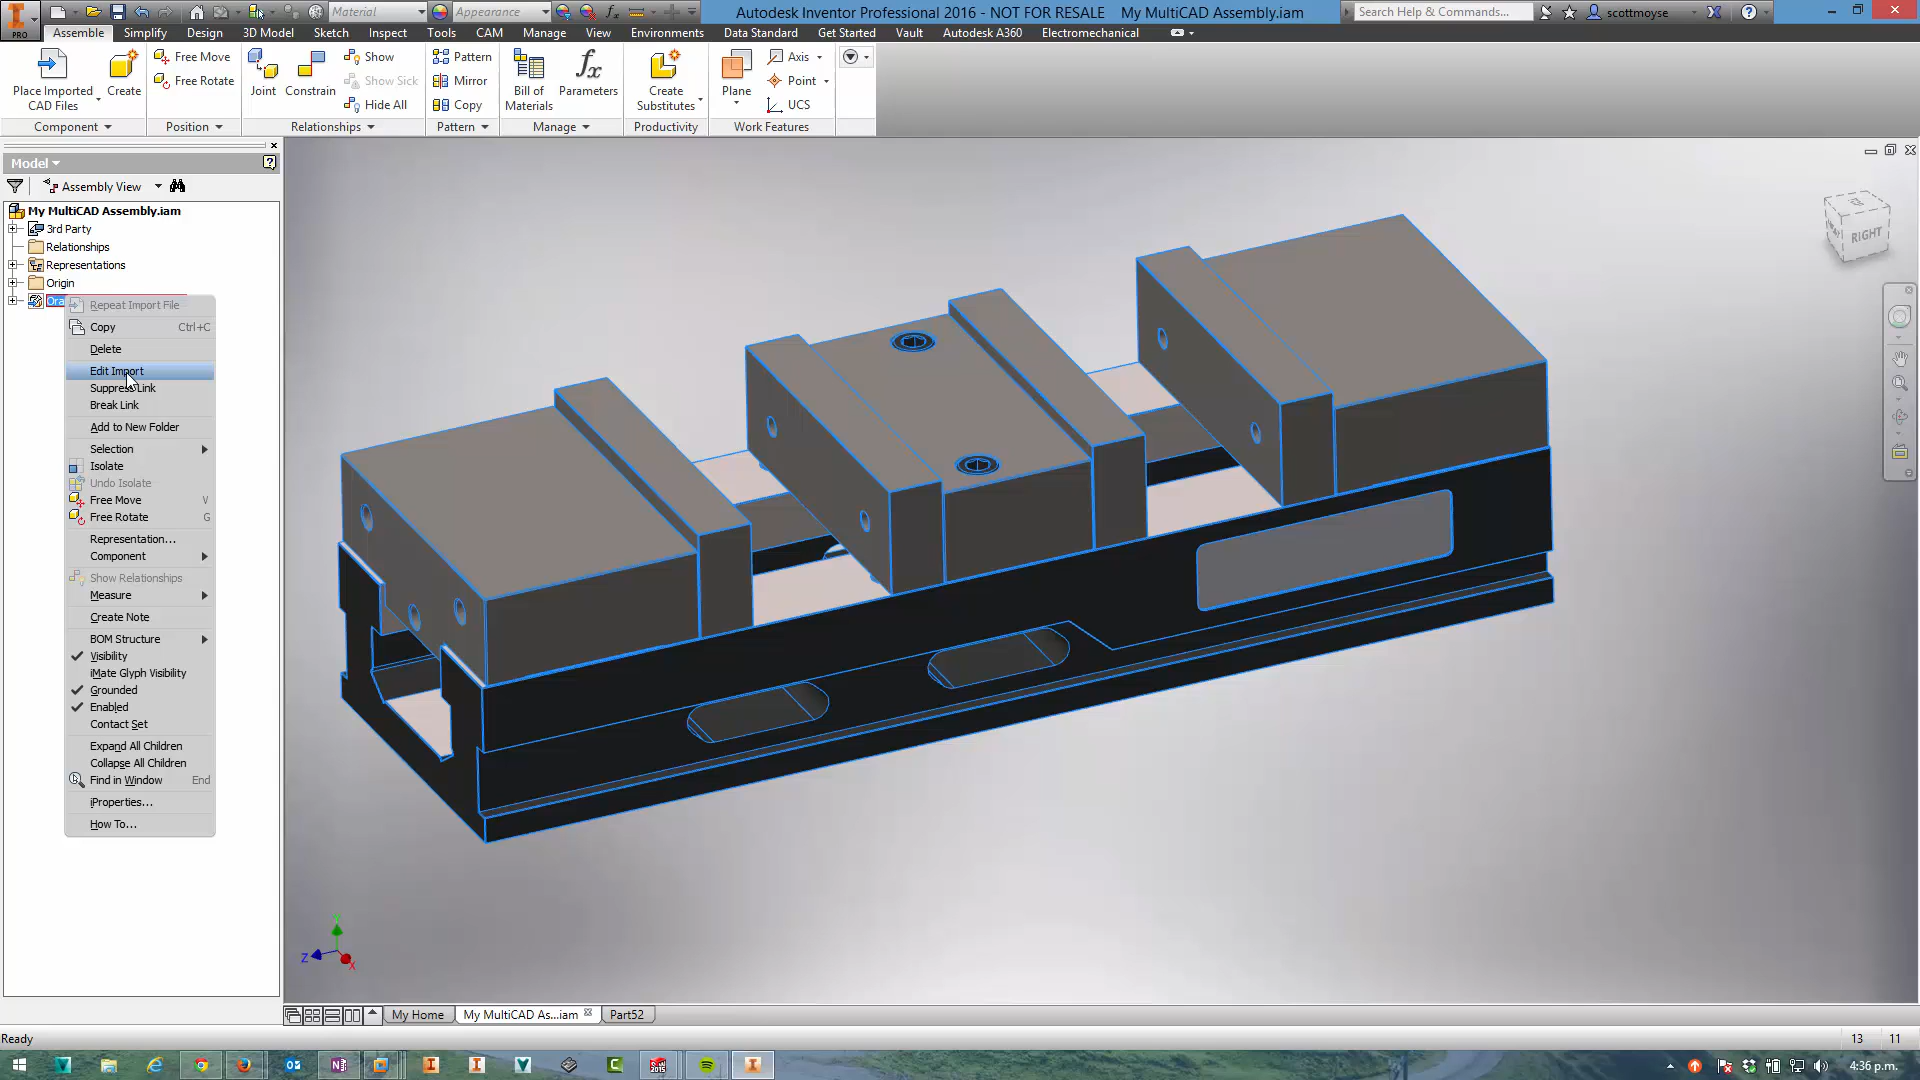 Material
Appearance
Autodesk Inventor Professional 2016 - NOT FOR RESALE My MultiCAD Assembly.iam
Search Help & Commands...
scottmoyse
PRO
Assemble Simplify Design 3D Model Sketch Inspect Tools CAM Manage View Environments Data Standard Get Started Vault Autodesk A360 Electromechanical
Place Imported CAD Files
Create
Free Move
Free Rotate
Joint
Constrain
Show
Show Sick
Hide All
Pattern
Mirror
Copy
Bill of Materials
Parameters
Create Substitutes
Plane
Axis
Point
UCS
Component
Position
Relationships
Pattern
Manage
Productivity
Work Features
Model
Assembly View
My MultiCAD Assembly.iam
3rd Party
Relationships
Representations
Origin
Repeat Import File
Copy Ctrl+C
Delete
Edit Import
Suppress Link
Break Link
Add to New Folder
Selection
Isolate
Undo Isolate
Free Move V
Free Rotate G
Representation...
Component
Show Relationships
Measure
Create Note
BOM Structure
Visibility
iMate Glyph Visibility
Grounded
Enabled
Contact Set
Expand All Children
Collapse All Children
Find in Window End
iProperties...
How To...
RIGHT
Y
Z
X
My Home
My MultiCAD As...iam
Part52
Ready
13 11
4:36 p.m.